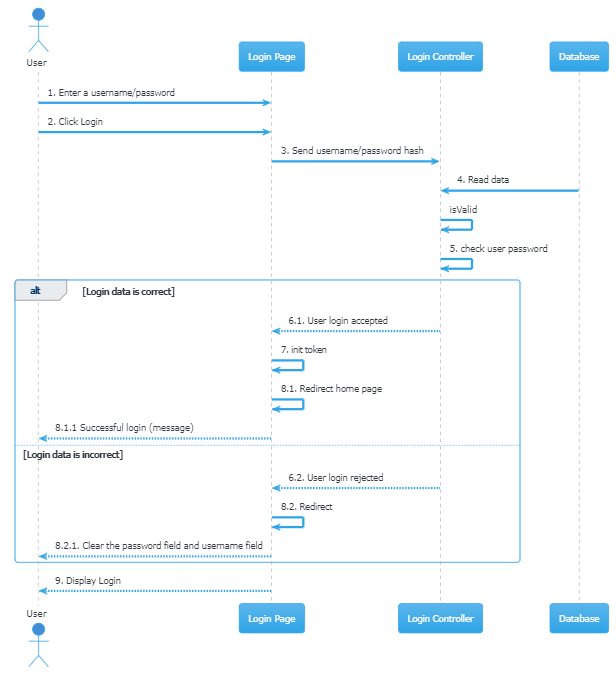 User
Login Page
Login Controller
Database
1. Enter a username/password
2. Click Login
3. Send username/password hash
4. Read data
isValid
5. check user password
alt
[Login data is correct]
6.1. User login accepted
7. init token
8.1. Redirect home page
8.1.1 Successful login (message)
[Login data is incorrect]
6.2. User login rejected
8.2. Redirect
8.2.1. Clear the password field and username field
9. Display Login
User
Login Page
Login Controller
Database